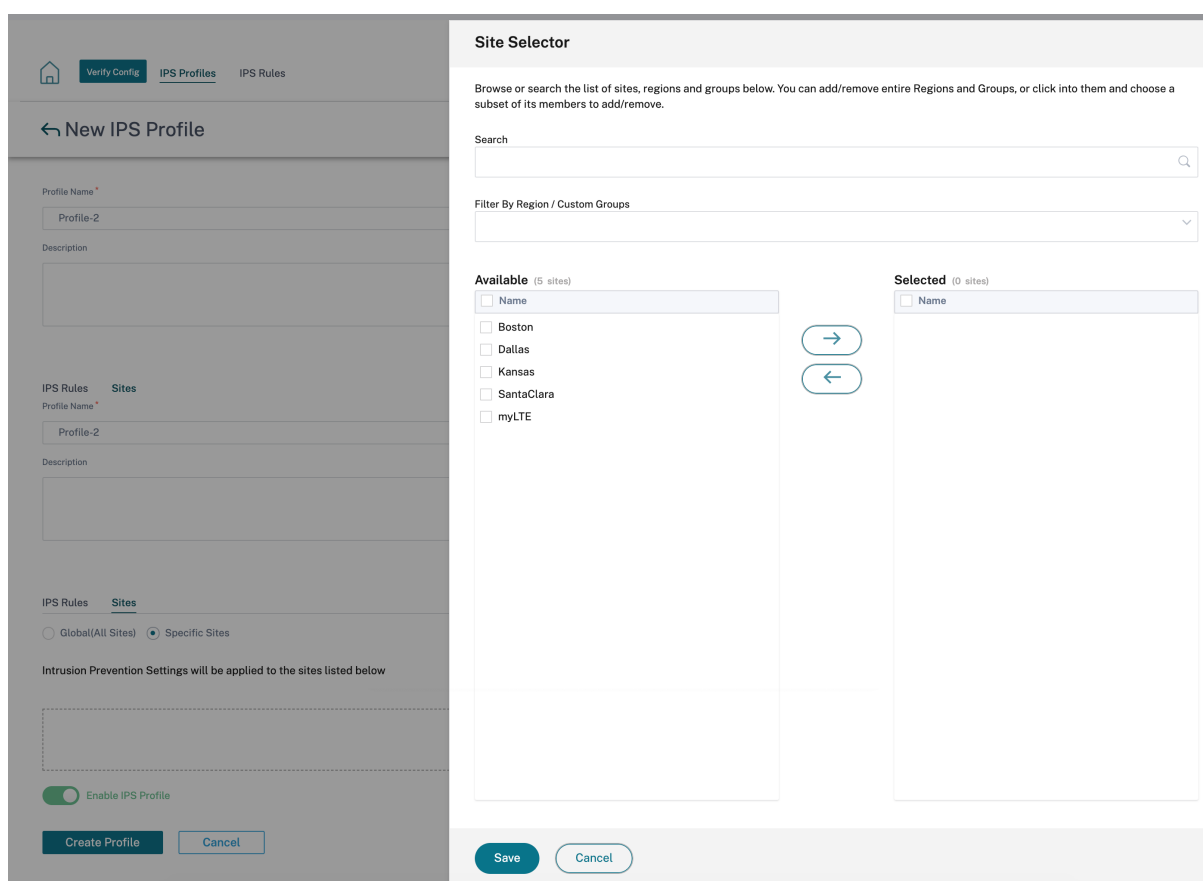 Verify Config
IPS Profiles
IPS Rules
New IPS Profile
Profile Name *
Profile-2
Description
IPS Rules
Sites
Profile Name *
Profile-2
Description
IPS Rules
Sites
Global(All Sites)
Specific Sites
Intrusion Prevention Settings will be applied to the sites listed below
Enable IPS Profile
Create Profile
Cancel
Site Selector
Browse or search the list of sites, regions and groups below. You can add/remove entire Regions and Groups, or click into them and choose a
subset of its members to add/remove.
Search
Filter By Region / Custom Groups
Available (5 sites)
Name
Boston
Dallas
Kansas
SantaClara
myLTE
Selected (0 sites)
Name
Save
Cancel